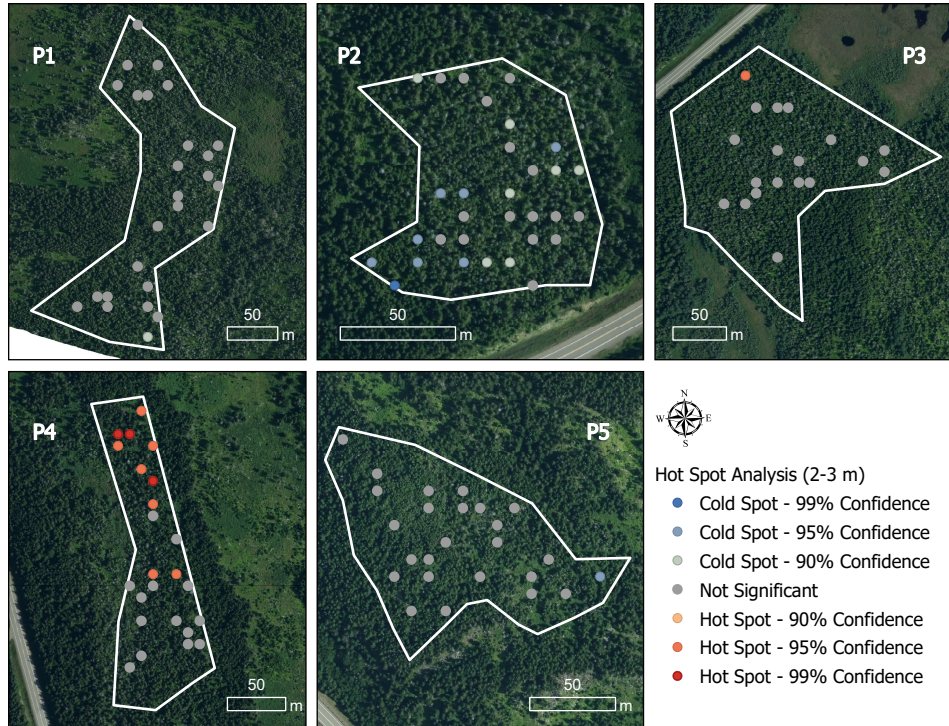 P1
50
m
P2
50
m
P3
50
m
P4
50
m
P5
50
m
N
W E
S
Hot Spot Analysis (2-3 m)
Cold Spot - 99% Confidence
Cold Spot - 95% Confidence
Cold Spot - 90% Confidence
Not Significant
Hot Spot - 90% Confidence
Hot Spot - 95% Confidence
Hot Spot - 99% Confidence